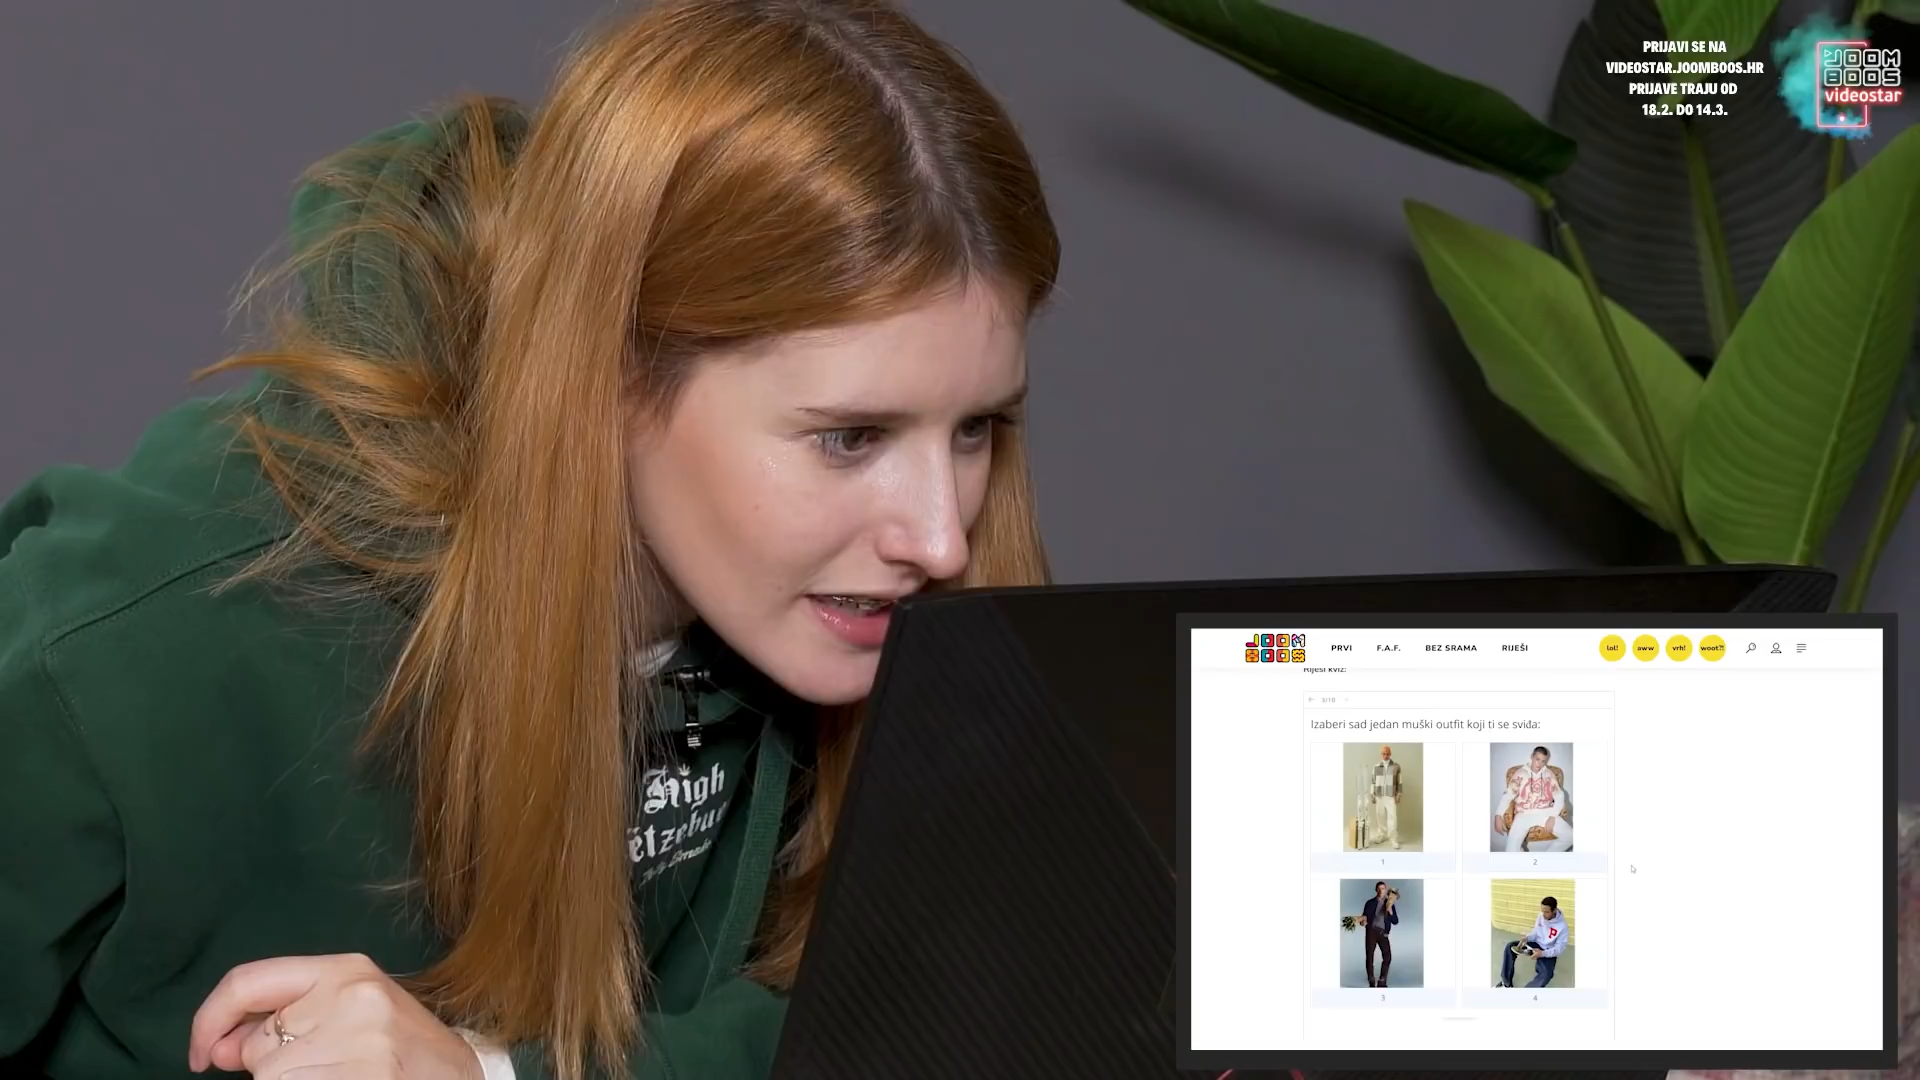 PRIJAVI SE NA
VIDEOSTAR.JOOMBOOS.HR
PRIJAVE TRAJU OD
18.2. DO 14.3.
JOOM
BOOS
videostar
High
JOOM
BOOS
PRVI F.A.F. BEZ SRAMA RIJEŠI lol! aww vrh! woot?!
Riješi kviz:
Izaberi sad jedan muški outfit koji ti se sviđa:
1 2
P
3 4